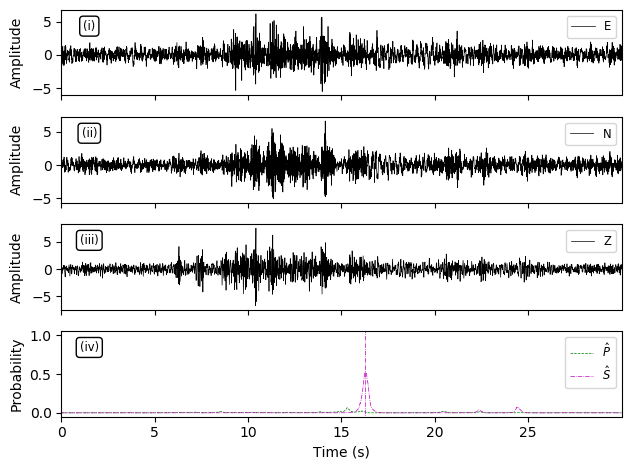 (i)
E
Amplitude
5
0
−5
(ii)
N
Amplitude
5
0
−5
(iii)
Z
Amplitude
5
0
−5
(iv)
P̂
Ŝ
Probability
1.0
0.5
0.0
0 5 10 15 20 25
Time (s)